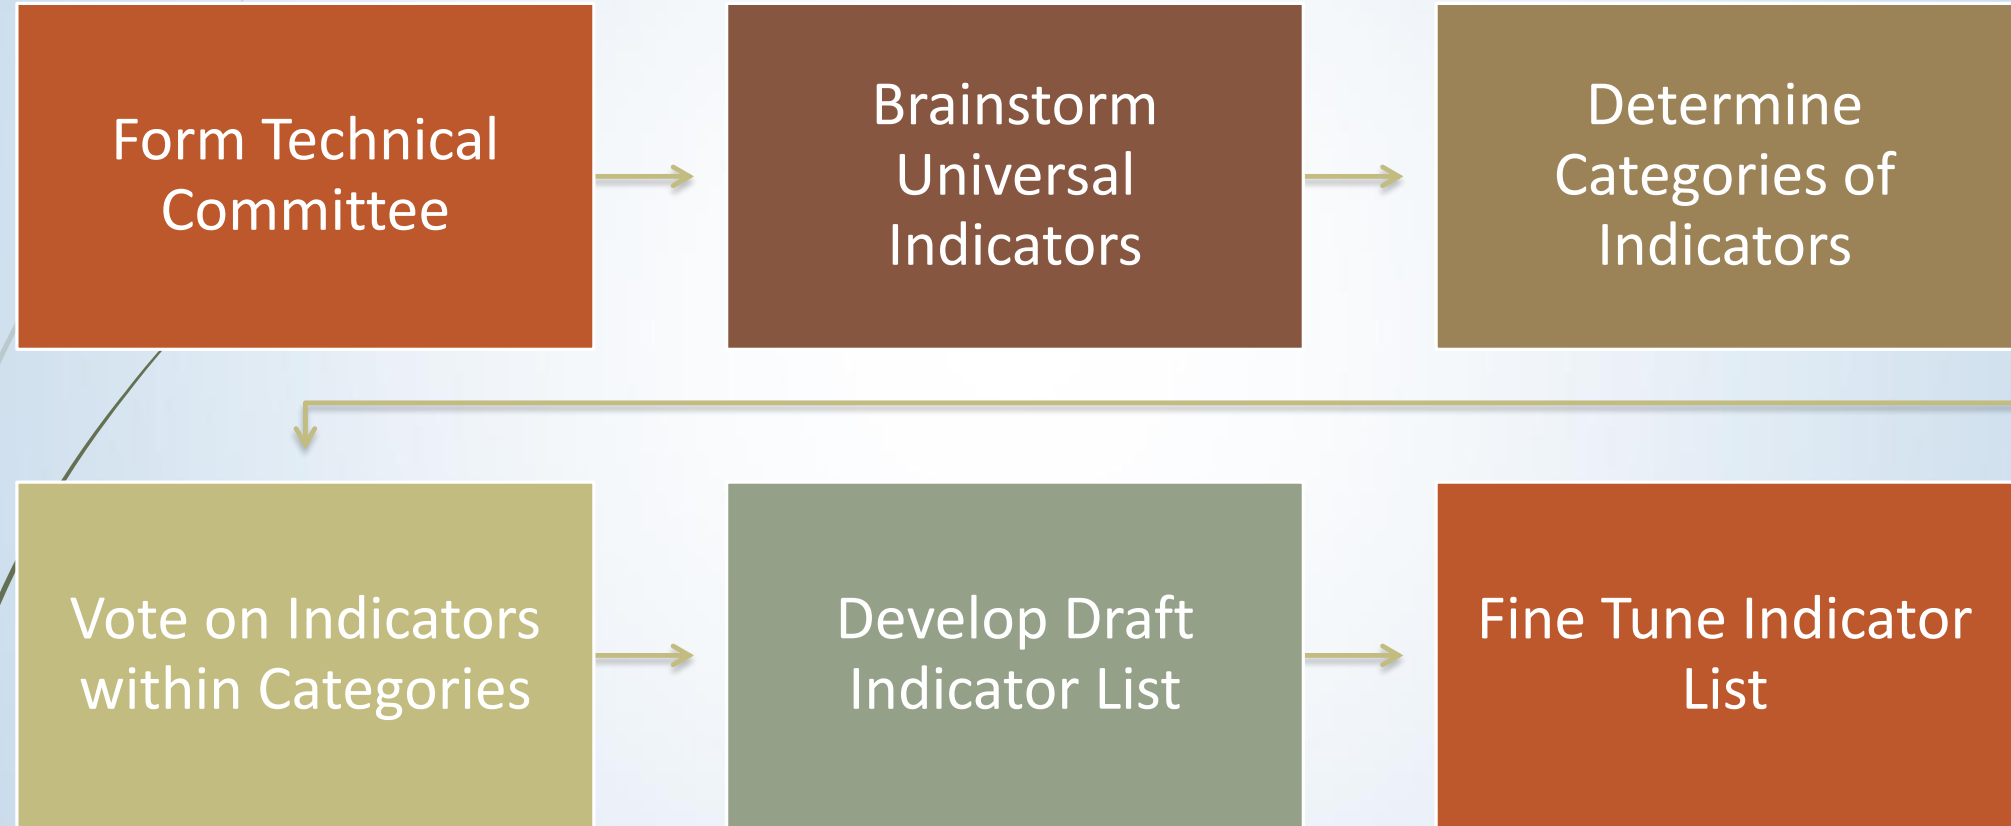 Form Technical
Committee
Brainstorm
Universal
Indicators
Determine
Categories of
Indicators
Vote on Indicators
within Categories
Develop Draft
Indicator List
Fine Tune Indicator
List